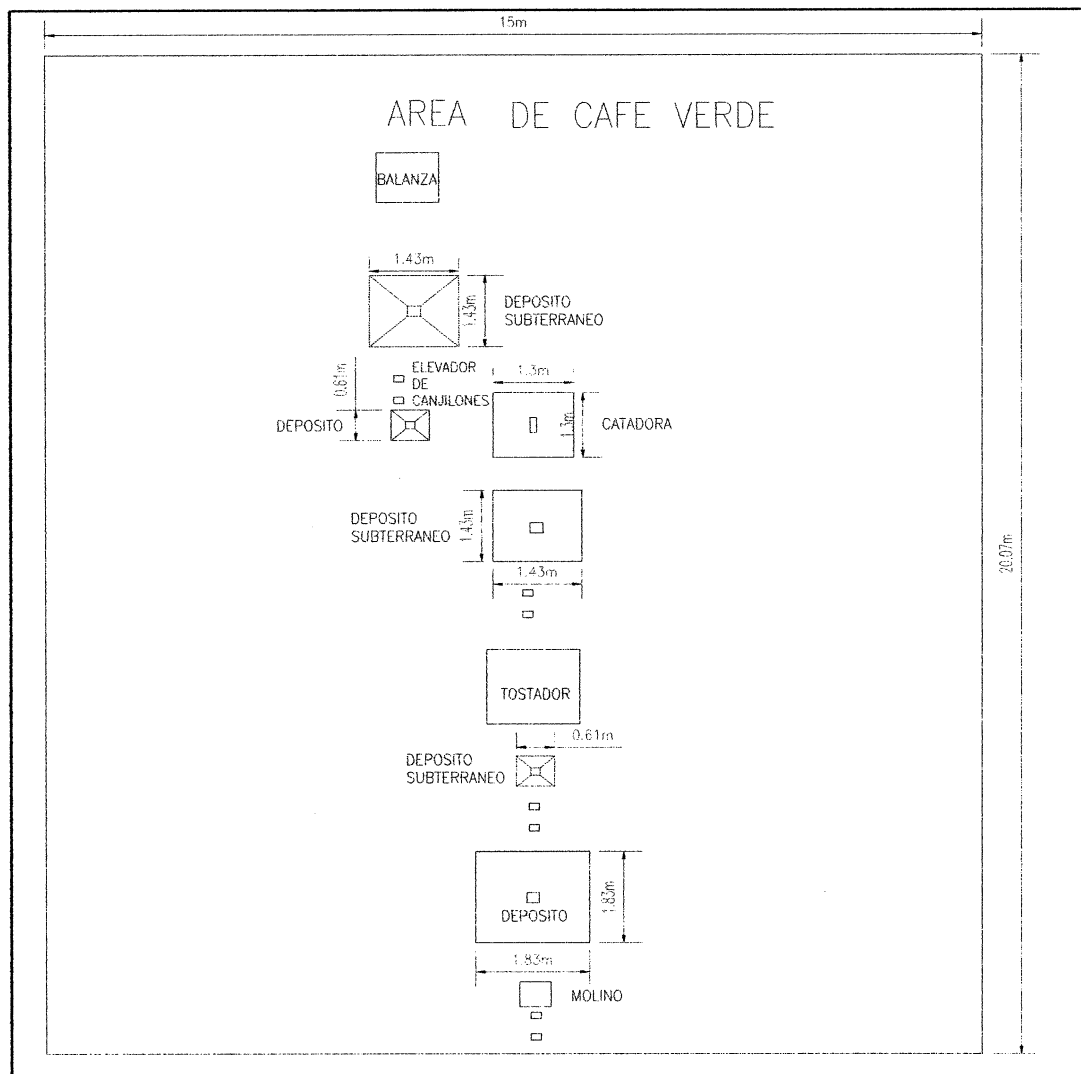 15m
AREA DE CAFE VERDE
BALANZA
1.43m
1.43m
DEPOSITO
SUBTERRANEO
0.61m
ELEVADOR
DE
CANJILONES
DEPOSITO
1.3m
1.3m
CATADORA
DEPOSITO
SUBTERRANEO
1.43m
1.43m
20.07m
TOSTADOR
0.61m
DEPOSITO
SUBTERRANEO
DEPOSITO
1.83m
1.83m
MOLINO